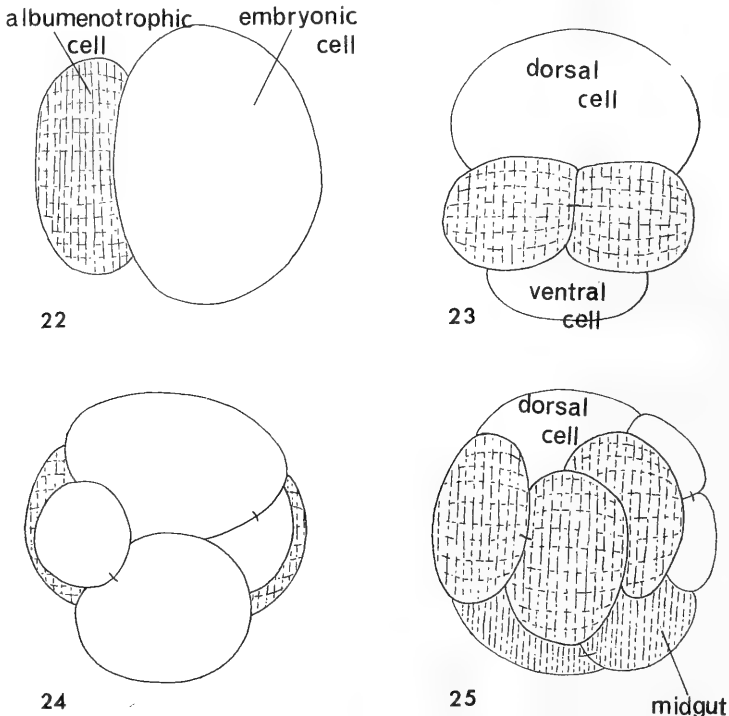 albumenotrophic
cell
embryonic
cell
22
dorsal
cell
ventral
cell
23
24
dorsal
cell
25
midgut